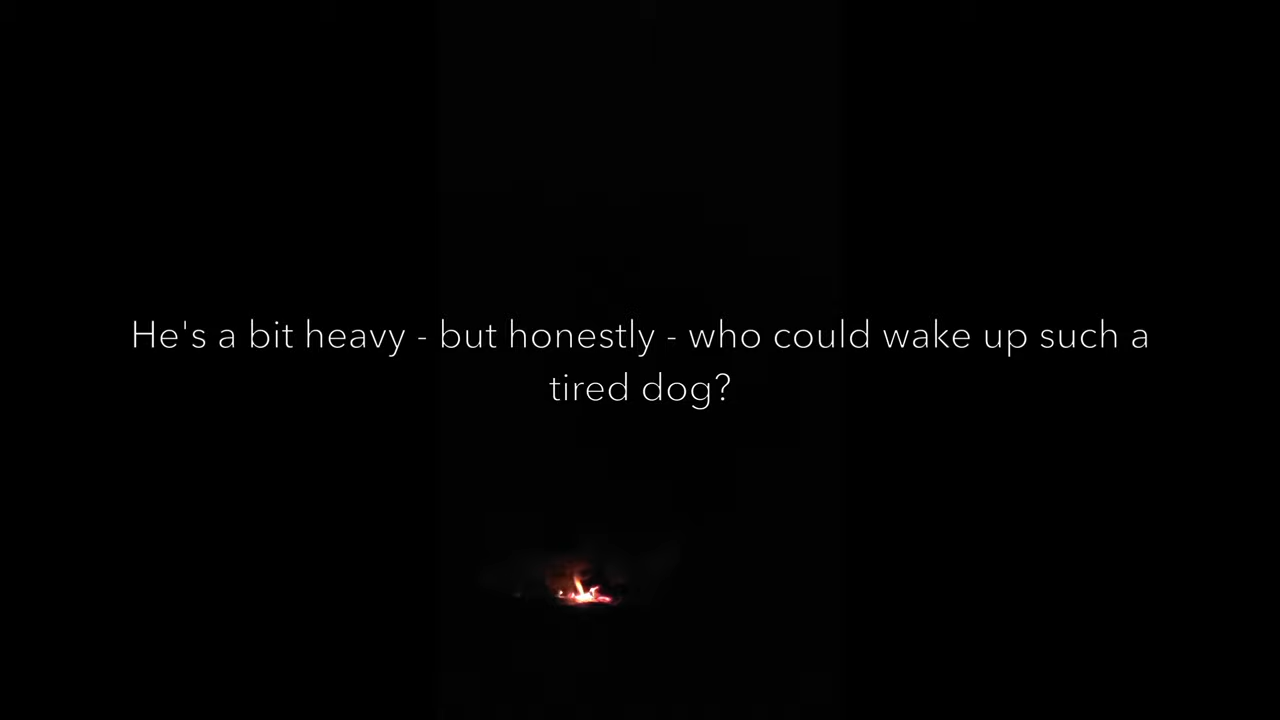 He's a bit heavy - but honestly - who could wake up such a
tired dog?